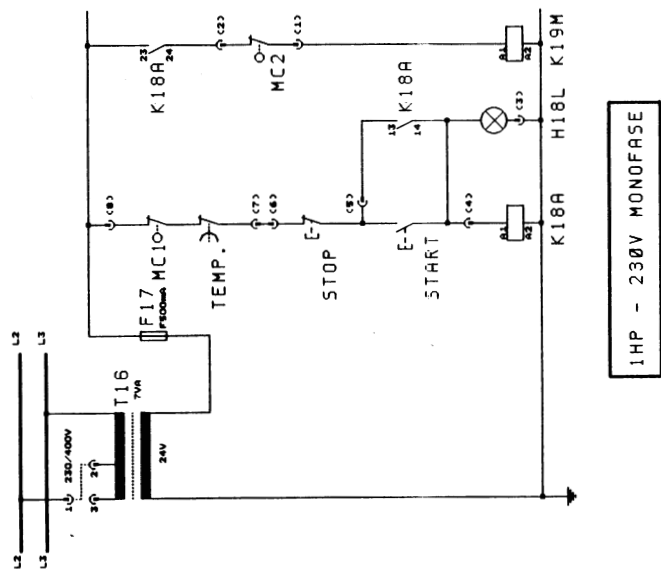 L2
L3
L2
L3
230/400V
1
2
3
T16
7VA
24V
F17
F500mA
(8)
MC1
TEMP.
(7)
(6)
STOP
(5)
START
(4)
A1
A2
K18A
K18A
13
14
(3)
H18L
K18A
23
24
(2)
MC2
(1)
A1
A2
K19M
1HP - 230V MONOFASE